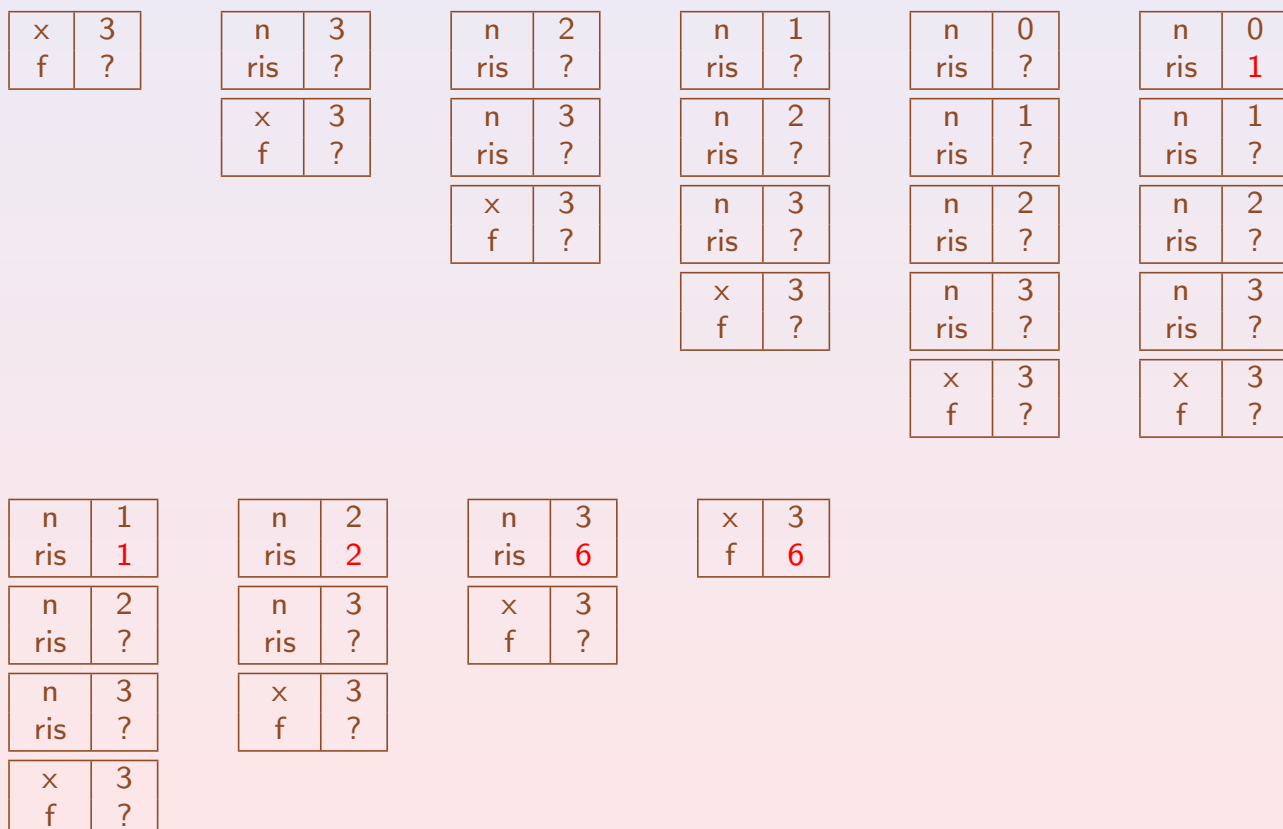 x 3 n 3 n 2 n 1 n 0 n 0
f ? ris ? ris ? ris ? ris ? ris 1
x 3 n 3 n 2 n 1 n 1
f ? ris ? ris ? ris ? ris ?
x 3 n 3 n 2 n 2
f ? ris ? ris ? ris ?
x 3 n 3 n 3
f ? ris ? ris ?
x 3 x 3
f ? f ?
n 1 n 2 n 3 x 3
ris 1 ris 2 ris 6 f 6
n 2 n 3 x 3
ris ? ris ? f ?
n 3 x 3
ris ? f ?
x 3
f ?